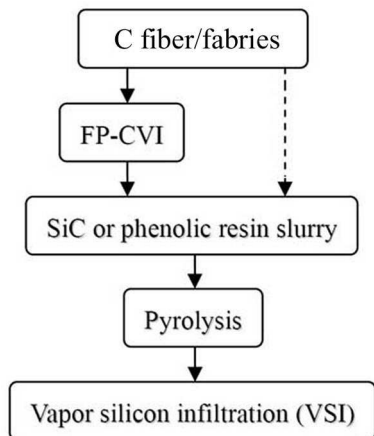 C fiber/fabries
FP-CVI
SiC or phenolic resin slurry
Pyrolysis
Vapor silicon infiltration (VSI)